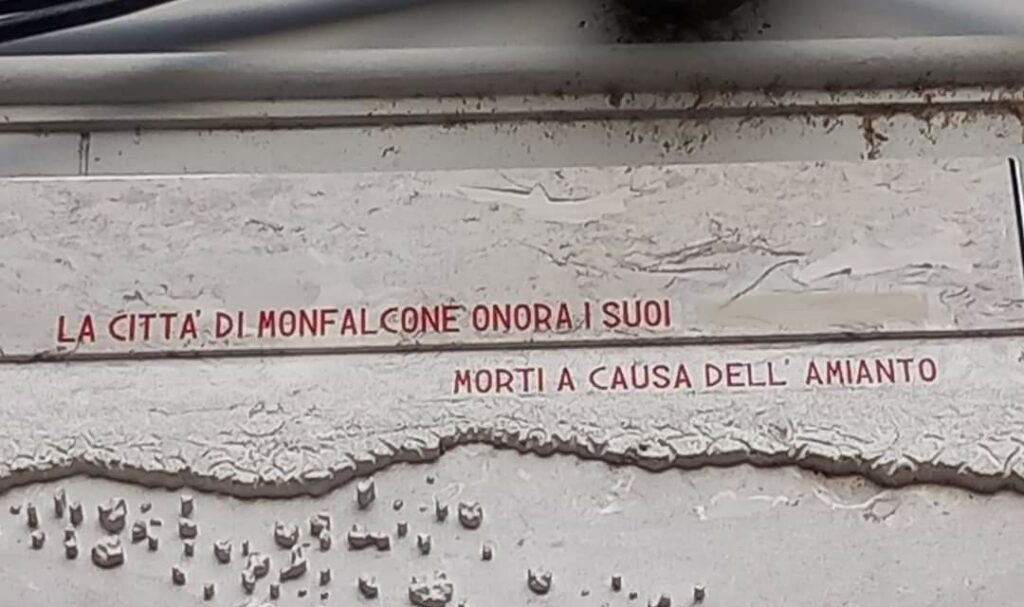 LA CITTA' DI MONFALCONE ONORA I SUOI
MORTI A CAUSA DELL' AMIANTO